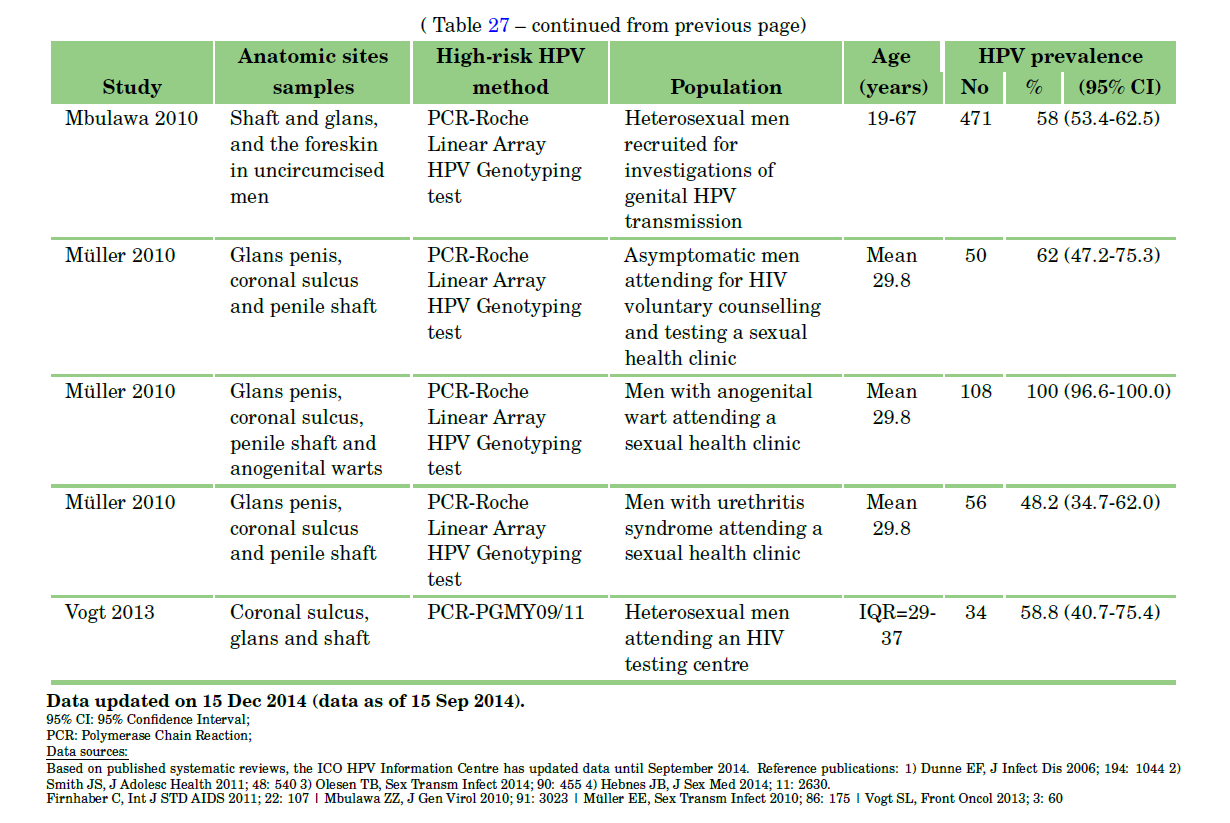 ( Table 27 – continued from previous page)
Anatomic sites High-risk HPV Age HPV prevalence
Study samples method Population (years) No % (95% CI)
Mbulawa 2010 Shaft and glans, PCR-Roche Heterosexual men 19-67 471 58 (53.4-62.5)
and the foreskin Linear Array recruited for
in uncircumcised HPV Genotyping investigations of
men test genital HPV
transmission
Müller 2010 Glans penis, PCR-Roche Asymptomatic men Mean 50 62 (47.2-75.3)
coronal sulcus Linear Array attending for HIV 29.8
and penile shaft HPV Genotyping voluntary counselling
test and testing a sexual
health clinic
Müller 2010 Glans penis, PCR-Roche Men with anogenital Mean 108 100 (96.6-100.0)
coronal sulcus, Linear Array wart attending a 29.8
penile shaft and HPV Genotyping sexual health clinic
anogenital warts test
Müller 2010 Glans penis, PCR-Roche Men with urethritis Mean 56 48.2 (34.7-62.0)
coronal sulcus Linear Array syndrome attending a 29.8
and penile shaft HPV Genotyping sexual health clinic
test
Vogt 2013 Coronal sulcus, PCR-PGMY09/11 Heterosexual men IQR=29- 34 58.8 (40.7-75.4)
glans and shaft attending an HIV 37
testing centre
Data updated on 15 Dec 2014 (data as of 15 Sep 2014).
95% CI: 95% Confidence Interval;
PCR: Polymerase Chain Reaction;
Data sources:
Based on published systematic reviews, the ICO HPV Information Centre has updated data until September 2014. Reference publications: 1) Dunne EF, J Infect Dis 2006; 194: 1044 2)
Smith JS, J Adolesc Health 2011; 48: 540 3) Olesen TB, Sex Transm Infect 2014; 90: 455 4) Hebnes JB, J Sex Med 2014; 11: 2630.
Firnhaber C, Int J STD AIDS 2011; 22: 107 | Mbulawa ZZ, J Gen Virol 2010; 91: 3023 | Müller EE, Sex Transm Infect 2010; 86: 175 | Vogt SL, Front Oncol 2013; 3: 60